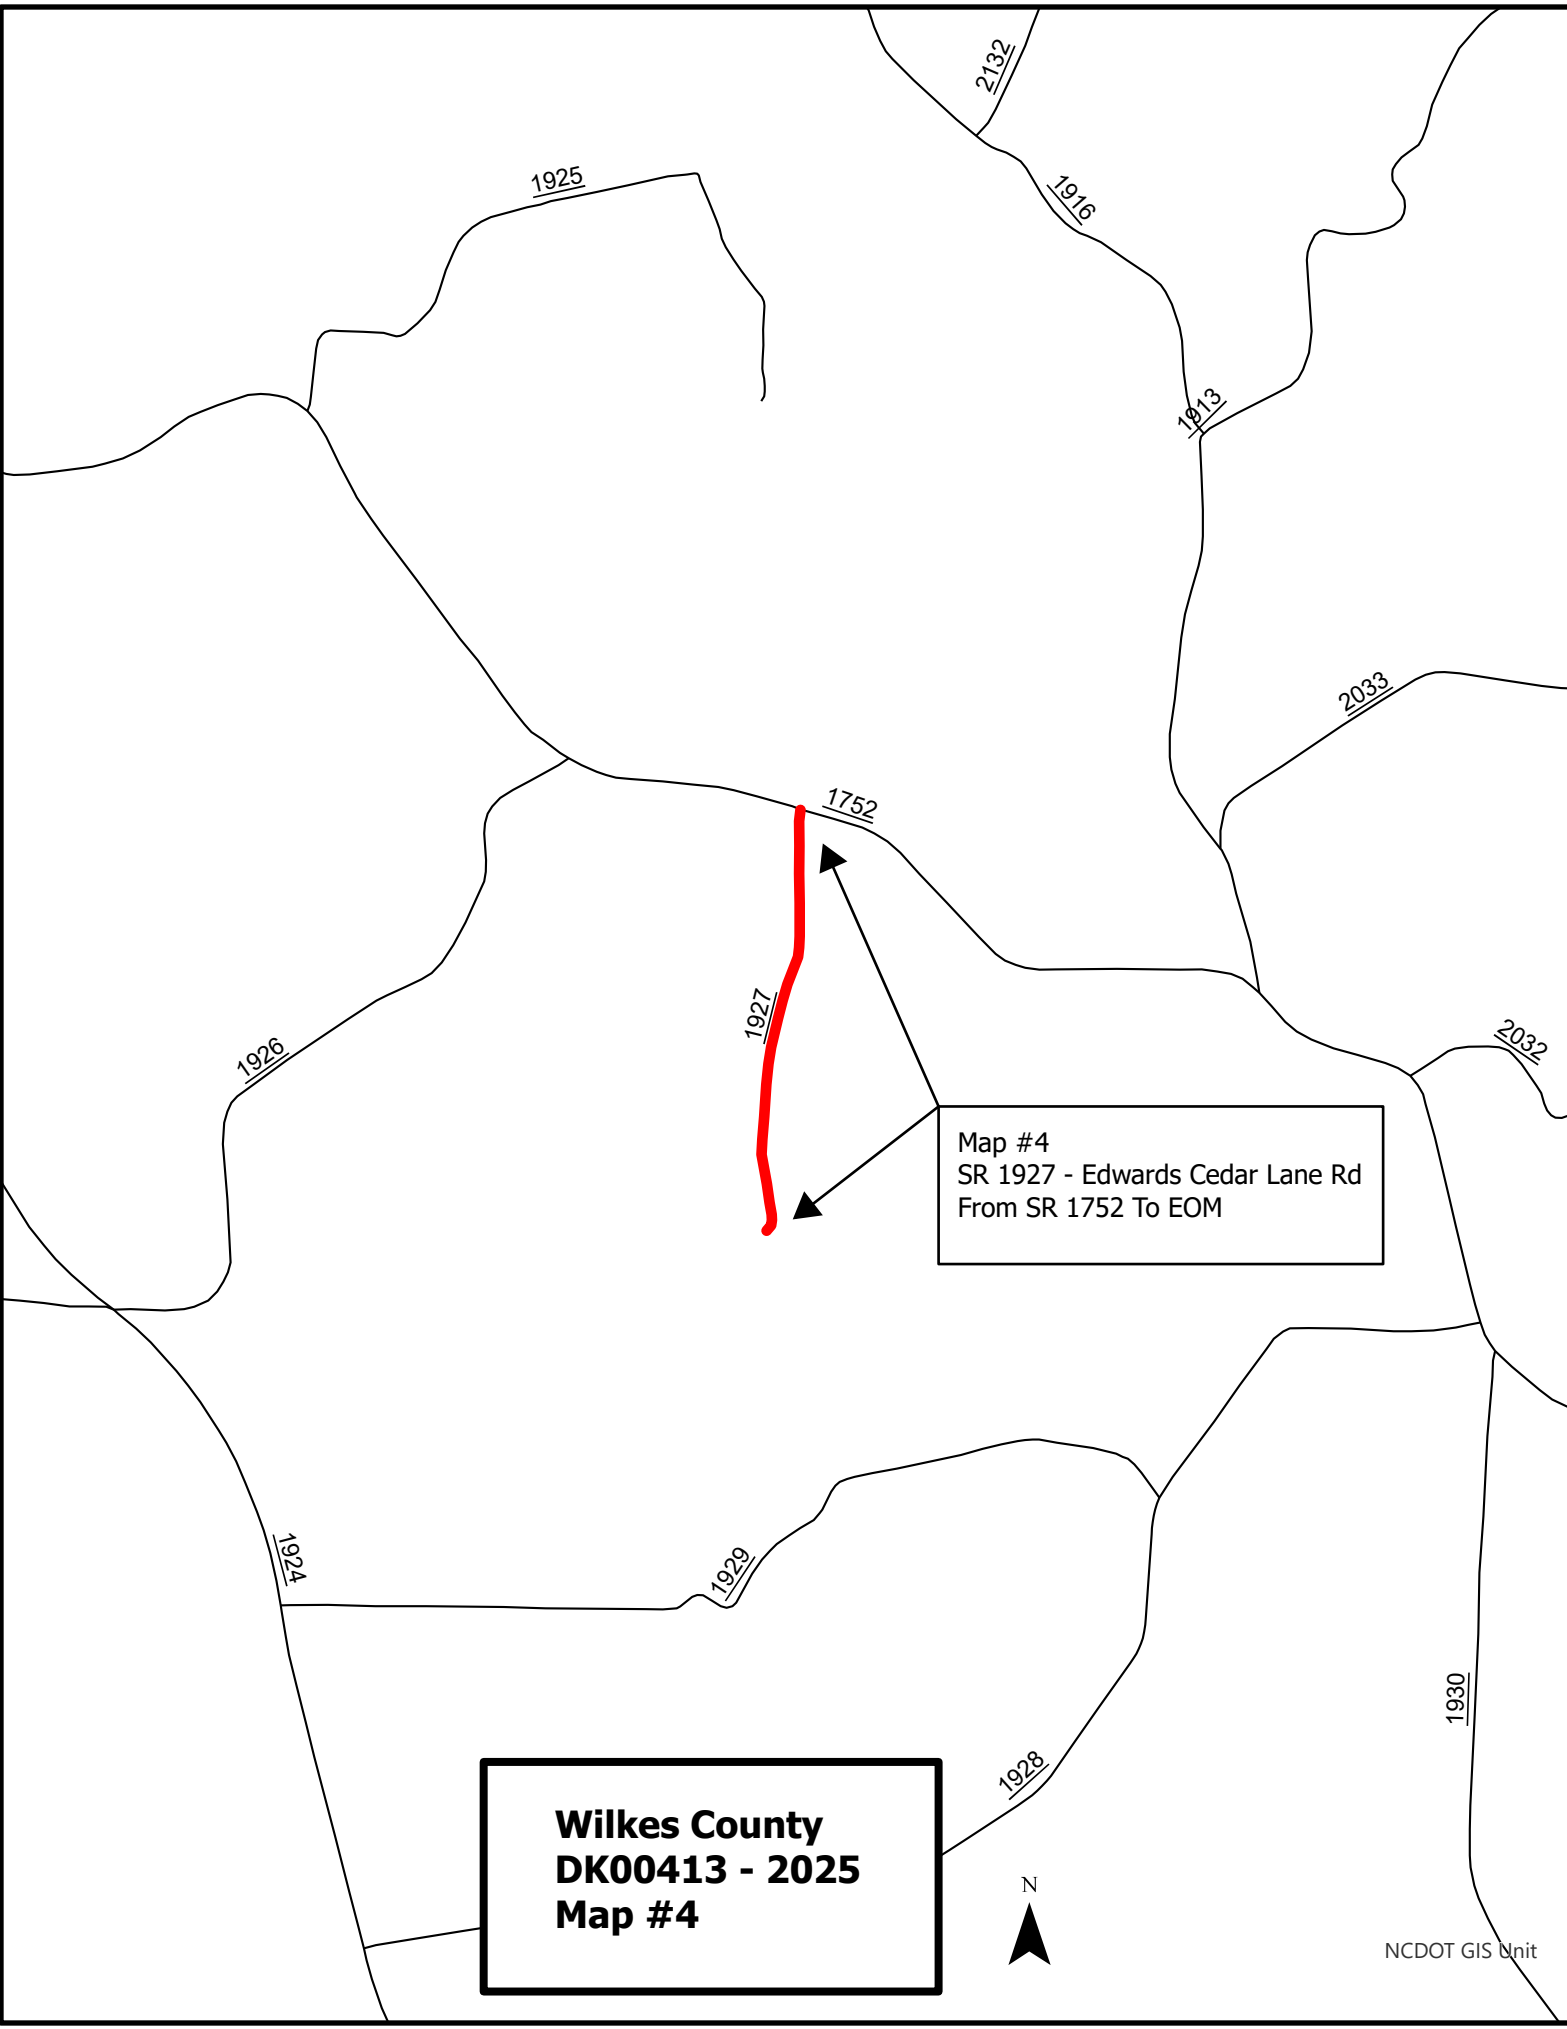 2132
1925
1916
1913
2033
1752
1927
2032
1926
Map #4
SR 1927 - Edwards Cedar Lane Rd
From SR 1752 To EOM
1924
1929
1930
1928
Wilkes County
DK00413 - 2025
Map #4
N
NCDOT GIS Unit